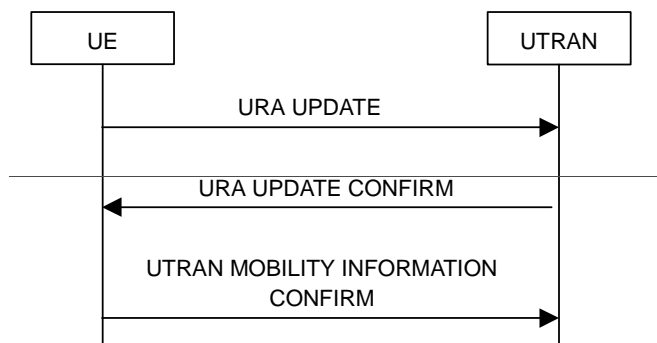 UE
UTRAN
URA UPDATE
URA UPDATE CONFIRM
UTRAN MOBILITY INFORMATION
CONFIRM